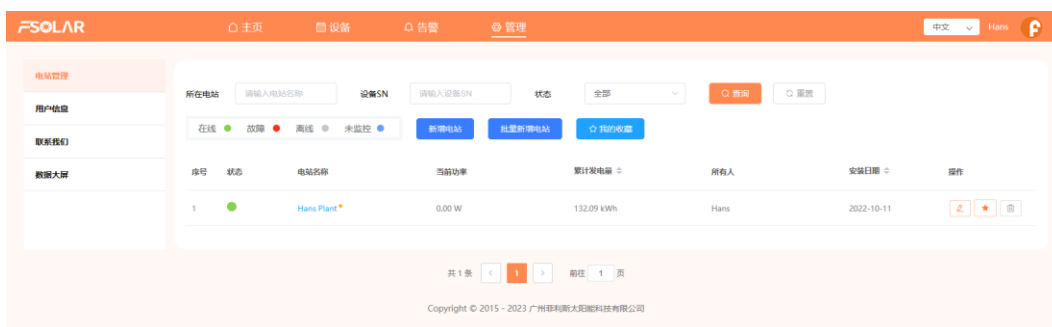 FSOLAR 主页 设备 告警 管理 中文 Hans
电站管理
用户信息
联系我们
数据大屏
所在电站 请输入电站名称 设备SN 请输入设备SN 状态 全部 查询 重置
在线 故障 离线 未监控 新增电站 批量新增电站 我的收藏
序号 状态 电站名称 当前功率 累计发电量 所有人 安装日期 操作
1 Hans Plant 0.00 W 132.09 kWh Hans 2022-10-11
共 1 条 1 前往 1 页
Copyright © 2015 - 2023 广州菲利斯太阳能科技有限公司